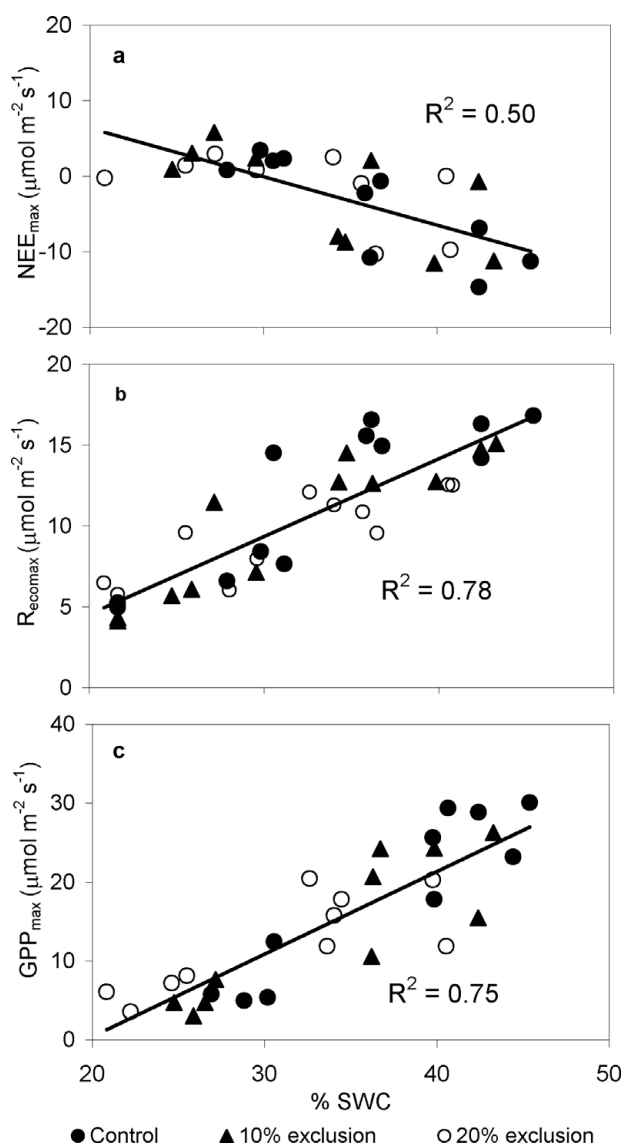 a
20
10
0
-10
-20
NEEmax (μmol m-2 s-1)
R2 = 0.50
b
20
15
10
5
0
Recomax (μmol m-2 s-1)
R2 = 0.78
c
40
30
20
10
0
GPPmax (μmol m-2 s-1)
R2 = 0.75
20 30 40 50
% SWC
Control 10% exclusion 20% exclusion